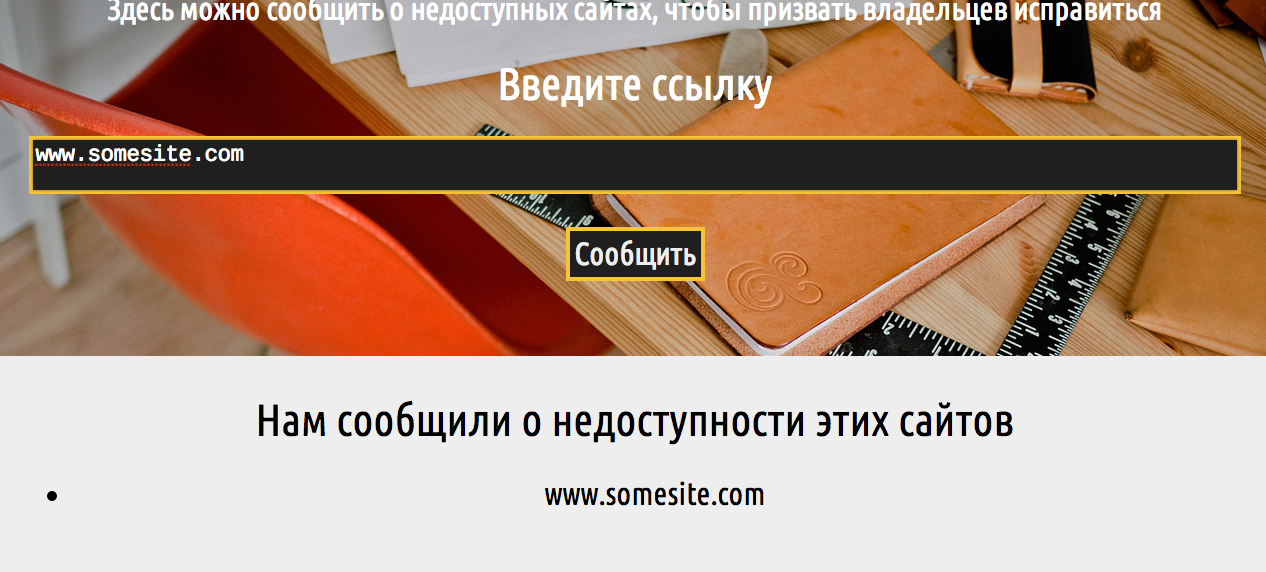 Здесь можно сообщить о недоступных сайтах, чтобы призвать владельцев исправиться
Введите ссылку
www.somesite.com
Сообщить
Нам сообщили о недоступности этих сайтов
• www.somesite.com